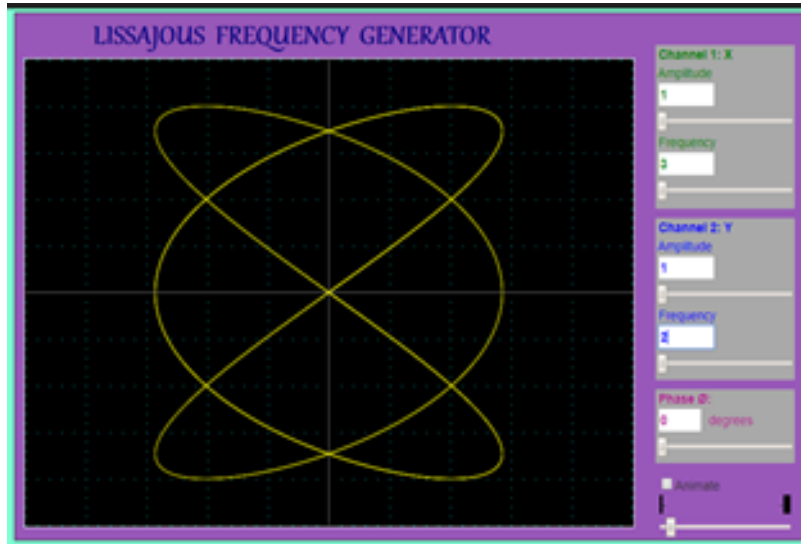 LISSAJOUS FREQUENCY GENERATOR
Channel 1: X
Amplitude
1
Frequency
3
Channel 2: Y
Amplitude
1
Frequency
2
Phase Ø:
0 degrees
Animate